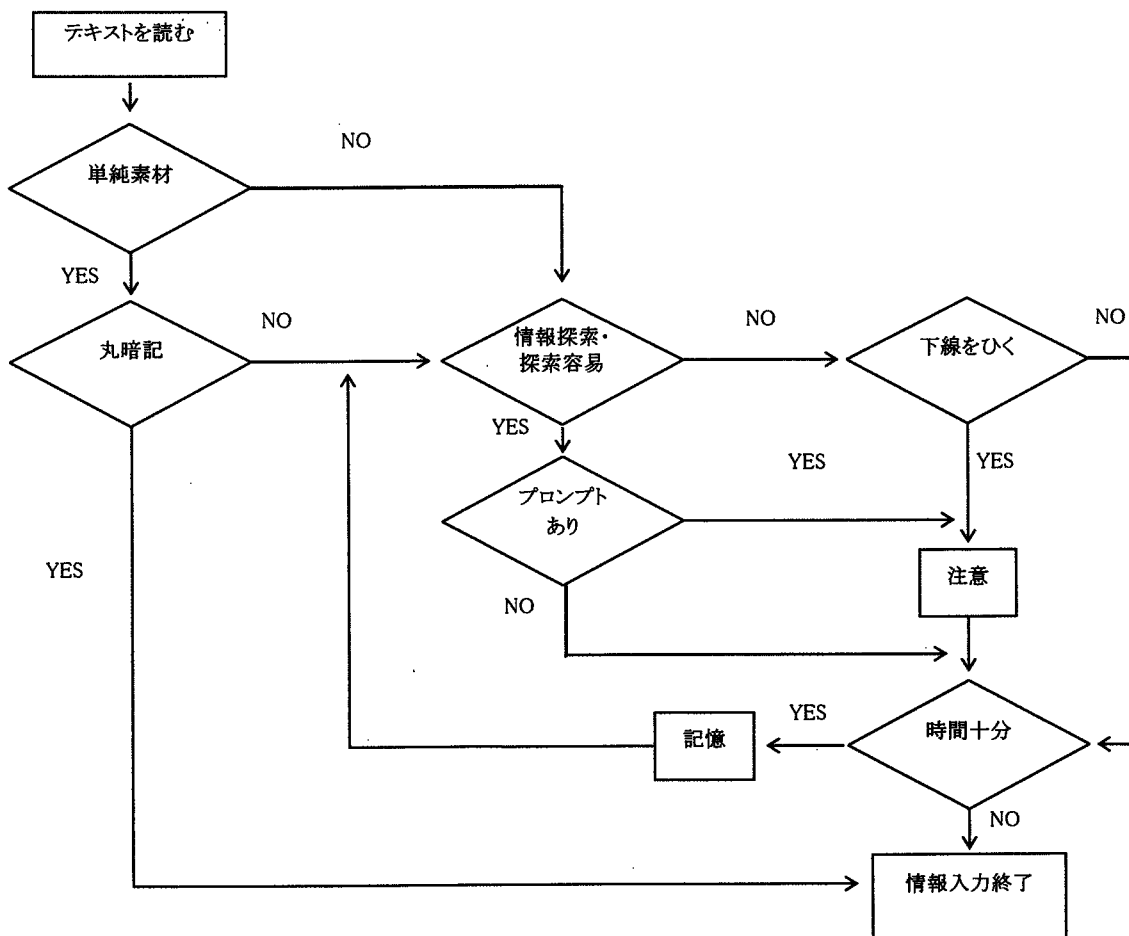 テキストを読む
NO
単純素材
YES
NO
NO
NO
丸暗記
情報探索・
探索容易
下線をひく
YES
YES
YES
プロンプト
あり
YES
注意
NO
YES
記憶
時間十分
NO
情報入力終了